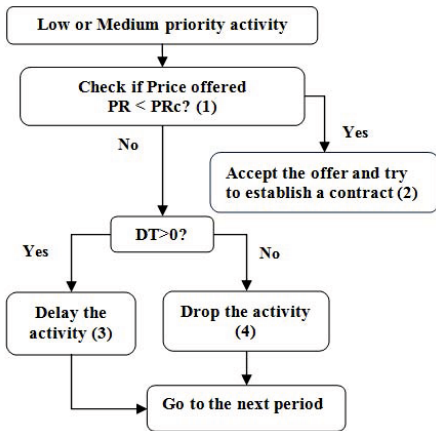 Low or Medium priority activity
Check if Price offered
PR < PRc? (1)
No
Yes
Accept the offer and try
to establish a contract (2)
DT>0?
Yes
No
Delay the
activity (3)
Drop the activity
(4)
Go to the next period